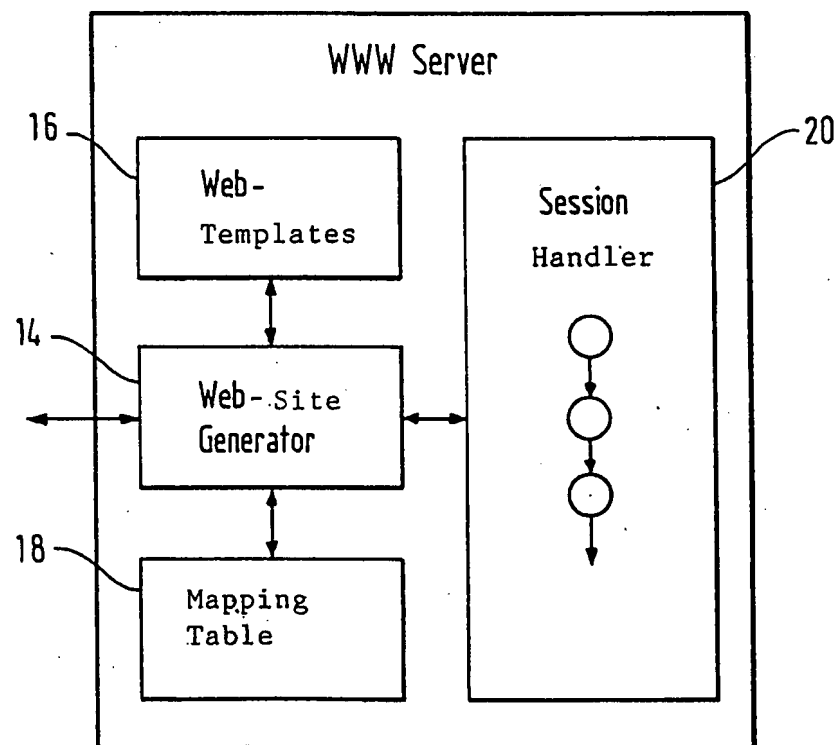 WWW Server
16
Web-
Templates
20
Session
Handler
14
Web-Site
Generator
18
Mapping
Table